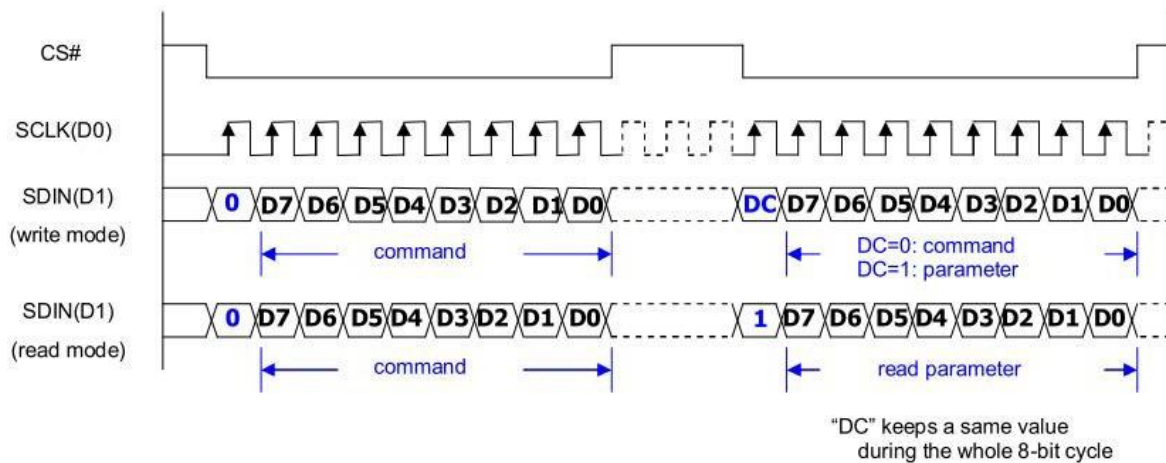 CS#
SCLK(D0)
SDIN(D1)
(write mode)
0 D7 D6 D5 D4 D3 D2 D1 D0
DC D7 D6 D5 D4 D3 D2 D1 D0
command
DC=0: command
DC=1: parameter
SDIN(D1)
(read mode)
0 D7 D6 D5 D4 D3 D2 D1 D0
1 D7 D6 D5 D4 D3 D2 D1 D0
command
read parameter
“DC” keeps a same value
during the whole 8-bit cycle